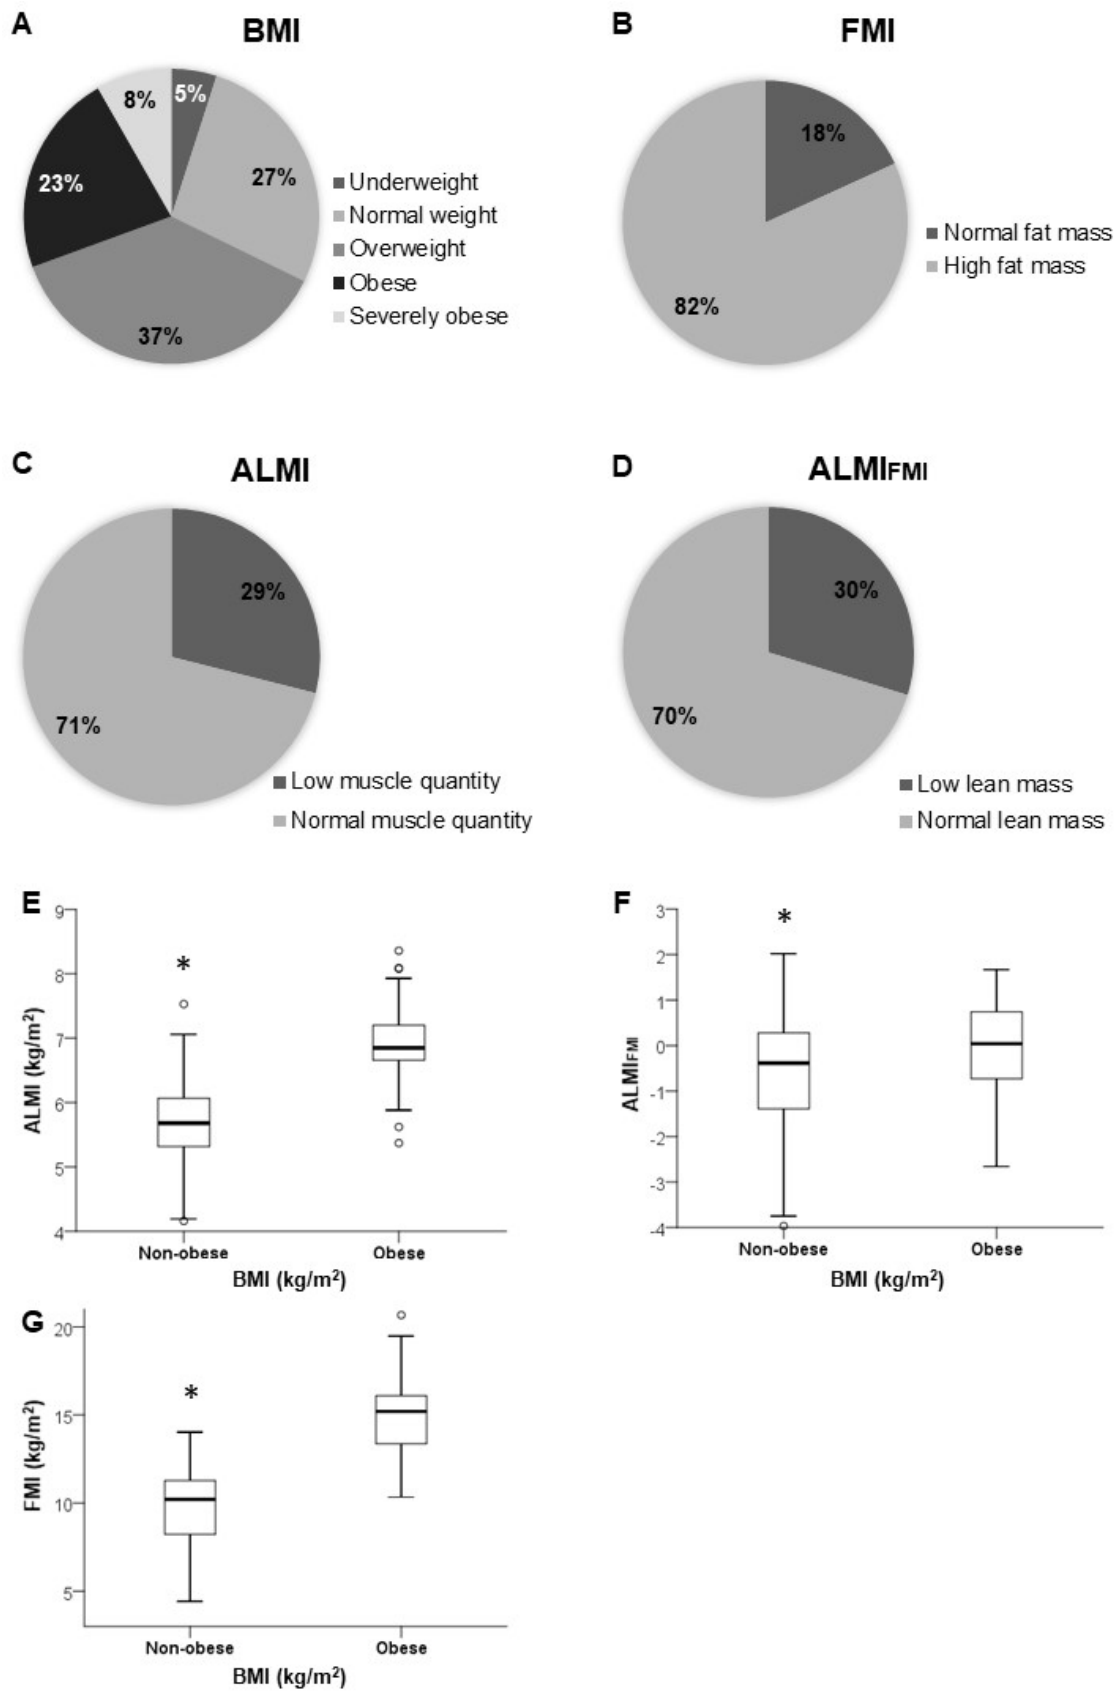 A
BMI
5%
8%
27%
23%
37%
Underweight
Normal weight
Overweight
Obese
Severely obese
B
FMI
18%
82%
Normal fat mass
High fat mass
C
ALMI
29%
71%
Low muscle quantity
Normal muscle quantity
D
ALMIFMI
30%
70%
Low lean mass
Normal lean mass
E
ALMI (kg/m²)
9
8
7
6
5
4
*
Non-obese
Obese
BMI (kg/m²)
F
ALMIFMI
3
2
1
0
-1
-2
-3
-4
*
Non-obese
Obese
BMI (kg/m²)
G
FMI (kg/m²)
20
15
10
5
*
Non-obese
Obese
BMI (kg/m²)